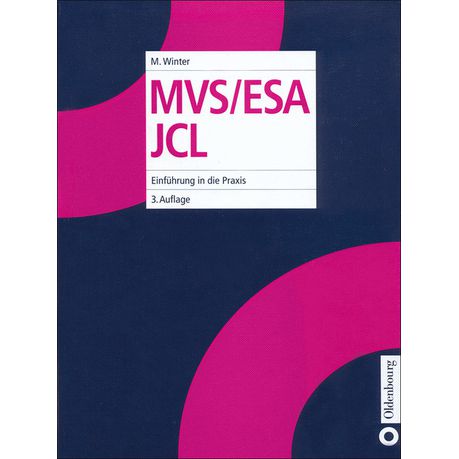 M. Winter
MVS/ESA
JCL
Einführung in die Praxis
3. Auflage
Oldenbourg